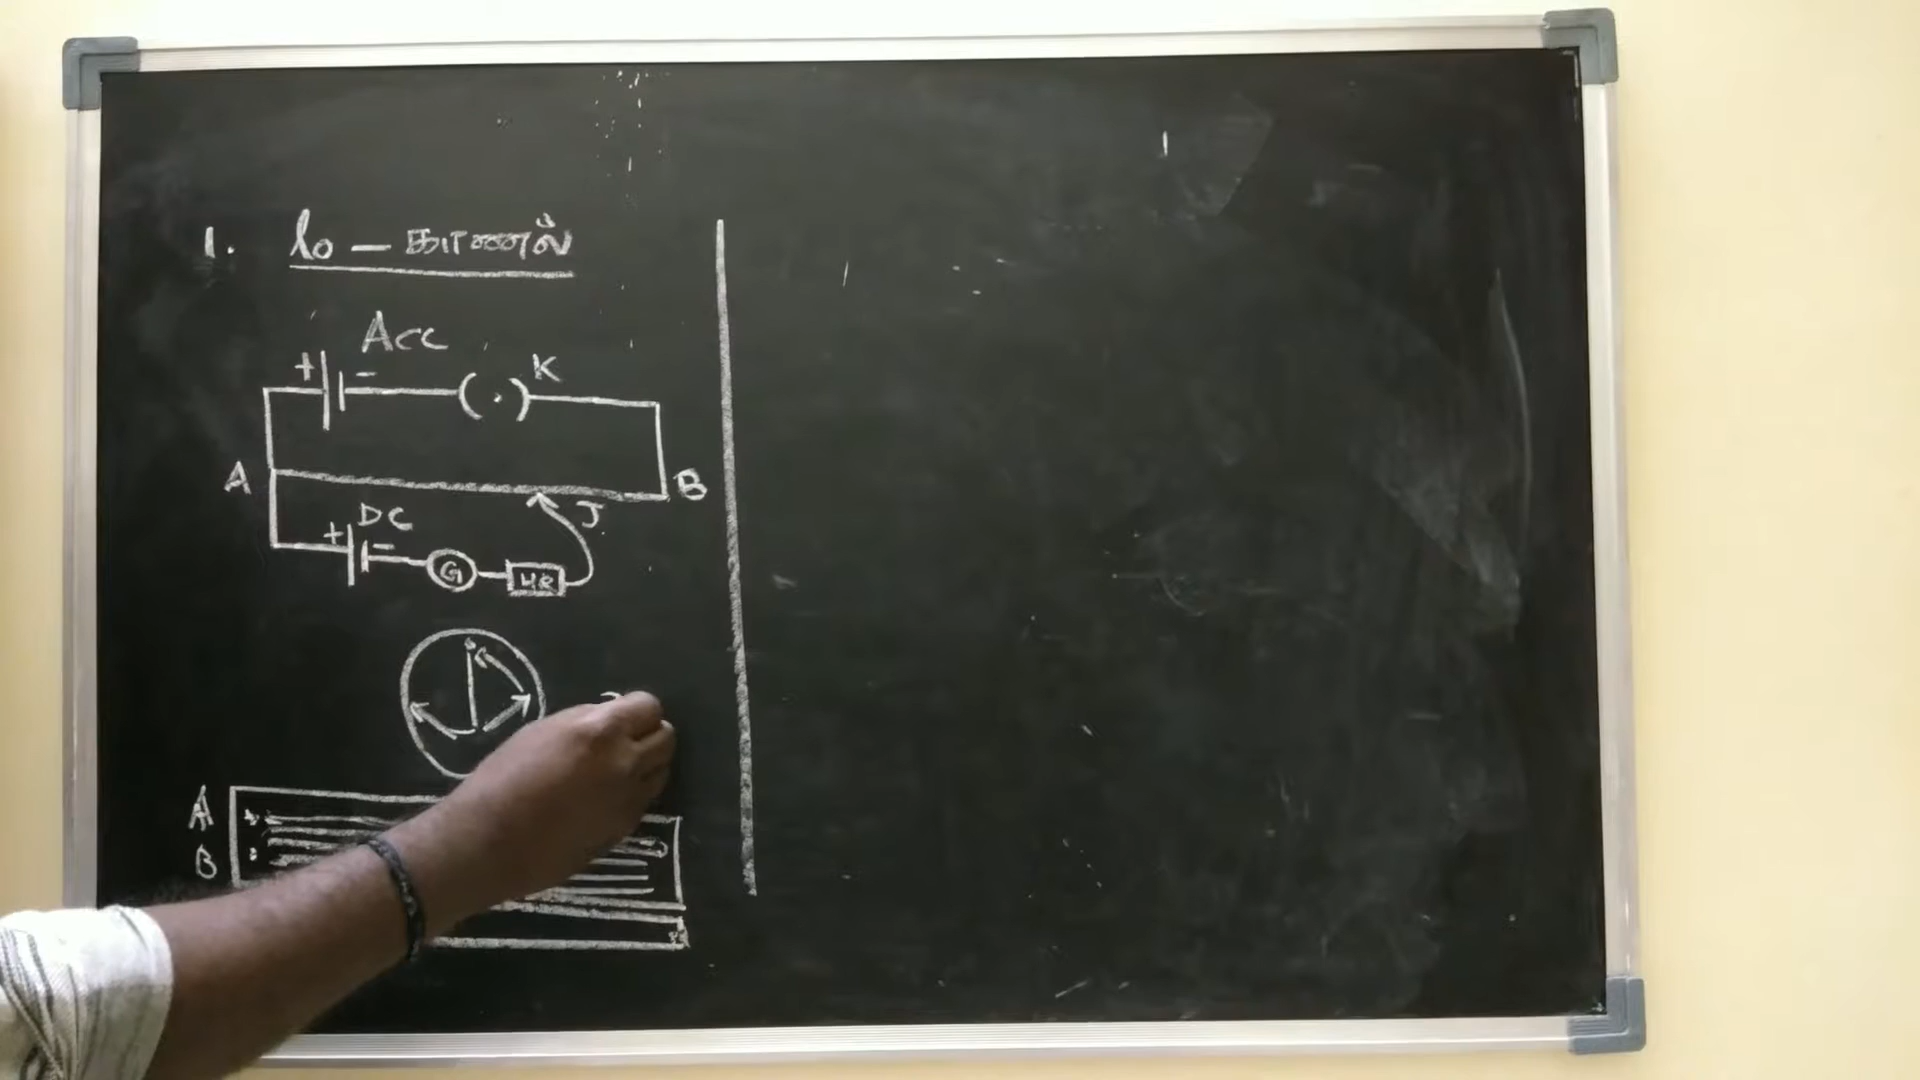 1. l₀ — காணல்
Acc
+ - ( . ) K
A B
DC J
+ - G HR
A
B